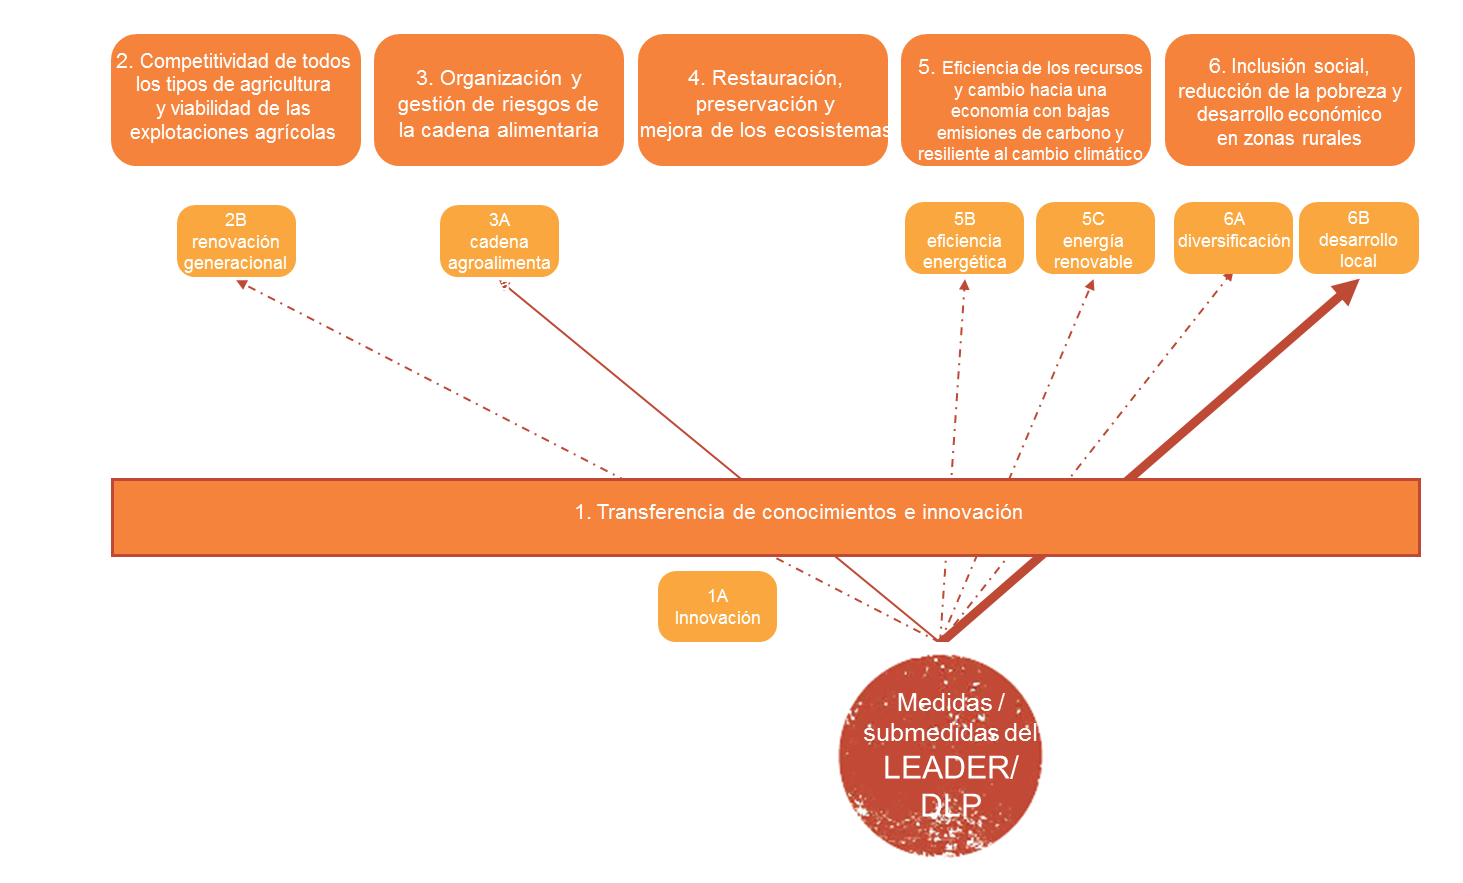 2. Competitividad de todos
los tipos de agricultura
y viabilidad de las
explotaciones agrícolas
3. Organización y
gestión de riesgos de
la cadena alimentaria
4. Restauración,
preservación y
mejora de los ecosistemas
5. Eficiencia de los recursos
y cambio hacia una
economía con bajas
emisiones de carbono y
resiliente al cambio climático
6. Inclusión social,
reducción de la pobreza y
desarrollo económico
en zonas rurales
2B
renovación
generacional
3A
cadena
agroalimenta
5B
eficiencia
energética
5C
energía
renovable
6A
diversificación
6B
desarrollo
local
1. Transferencia de conocimientos e innovación
1A
Innovación
Medidas /
submedidas del
LEADER/
DLP